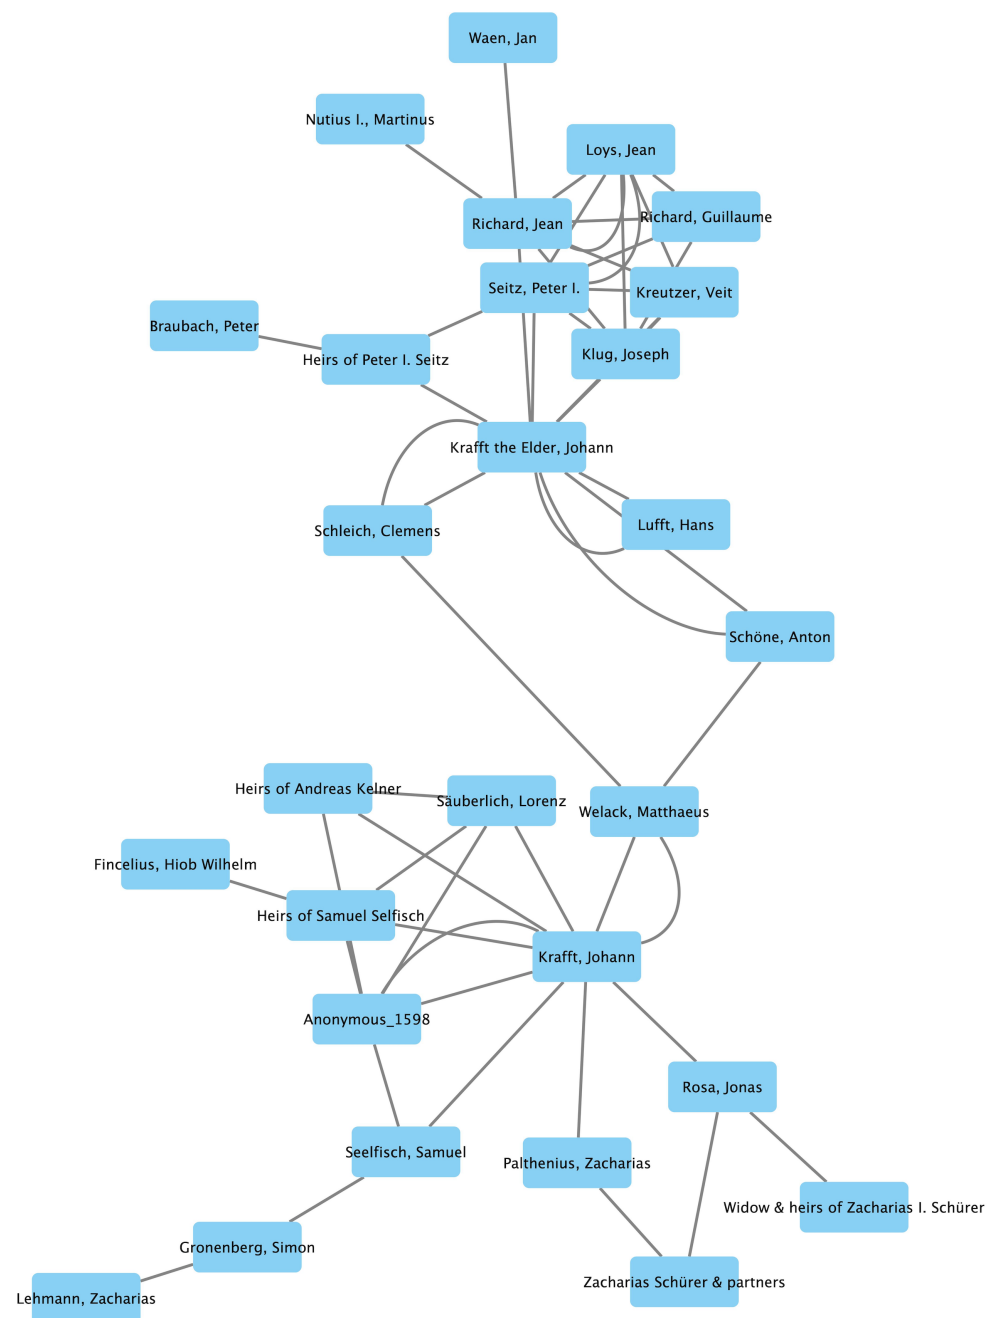 Waen, Jan
Nutius I., Martinus
Loys, Jean
Richard, Guillaume
Richard, Jean
Seitz, Peter I.
Kreutzer, Veit
Braubach, Peter
Klug, Joseph
Heirs of Peter I. Seitz
Krafft the Elder, Johann
Lufft, Hans
Schleich, Clemens
Schöne, Anton
Heirs of Andreas Kelner
Säuberlich, Lorenz
Welack, Matthaeus
Fincelius, Hiob Wilhelm
Heirs of Samuel Selfisch
Krafft, Johann
Anonymous_1598
Rosa, Jonas
Seelfisch, Samuel
Palthenius, Zacharias
Widow & heirs of Zacharias I. Schürer
Gronenberg, Simon
Zacharias Schürer & partners
Lehmann, Zacharias